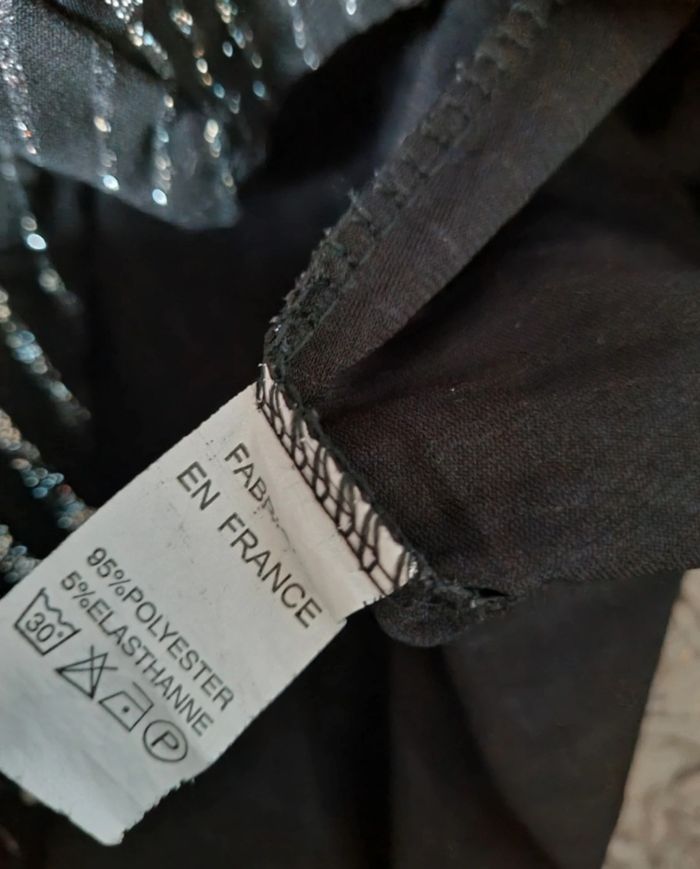 EN FRANCE
95%POLYESTER
5%ELASTHANNE
30°
P